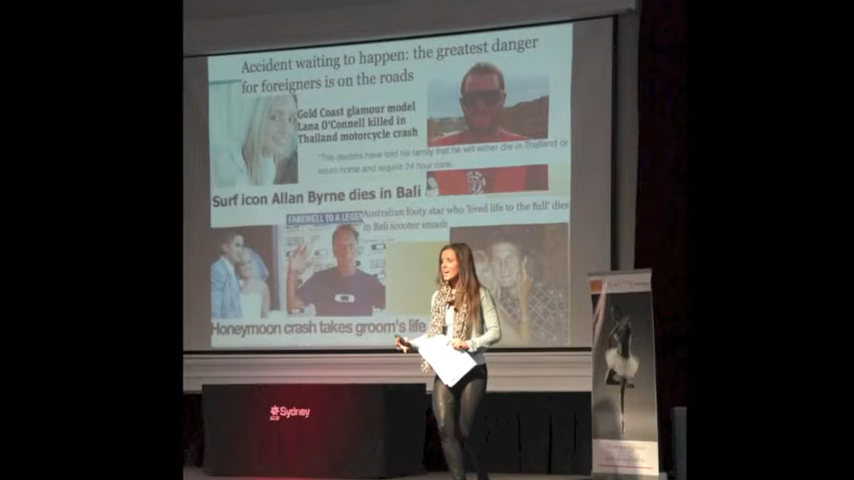 Accident waiting to happen: the greatest danger
for foreigners is on the roads
Gold Coast glamour model
Lana O'Connell killed in
Thailand motorcycle crash
"The doctors have told his family that he will either die in Thailand or
return home and require 24 hour care.
Surf icon Allan Byrne dies in Bali
FAREWELL TO A LEGEND
Australian footy star who 'lived life to the full' dies
in Bali scooter smash
Honeymoon crash takes groom's life
Sydney